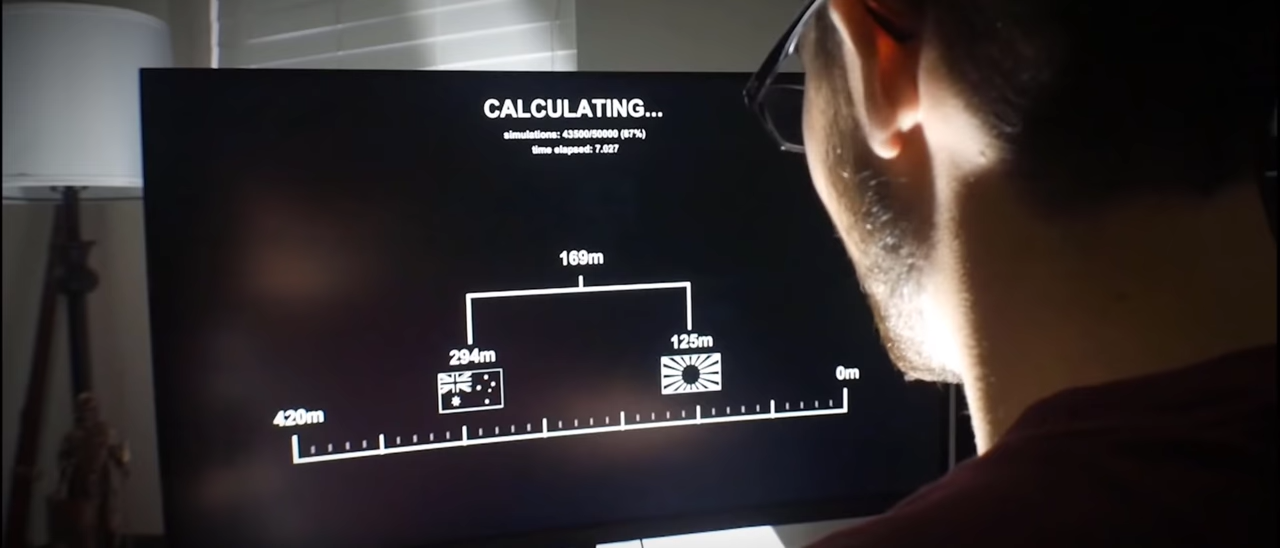 CALCULATING...
simulations: 43500/50000 (87%)
time elapsed: 7.027
169m
294m
125m
420m
0m